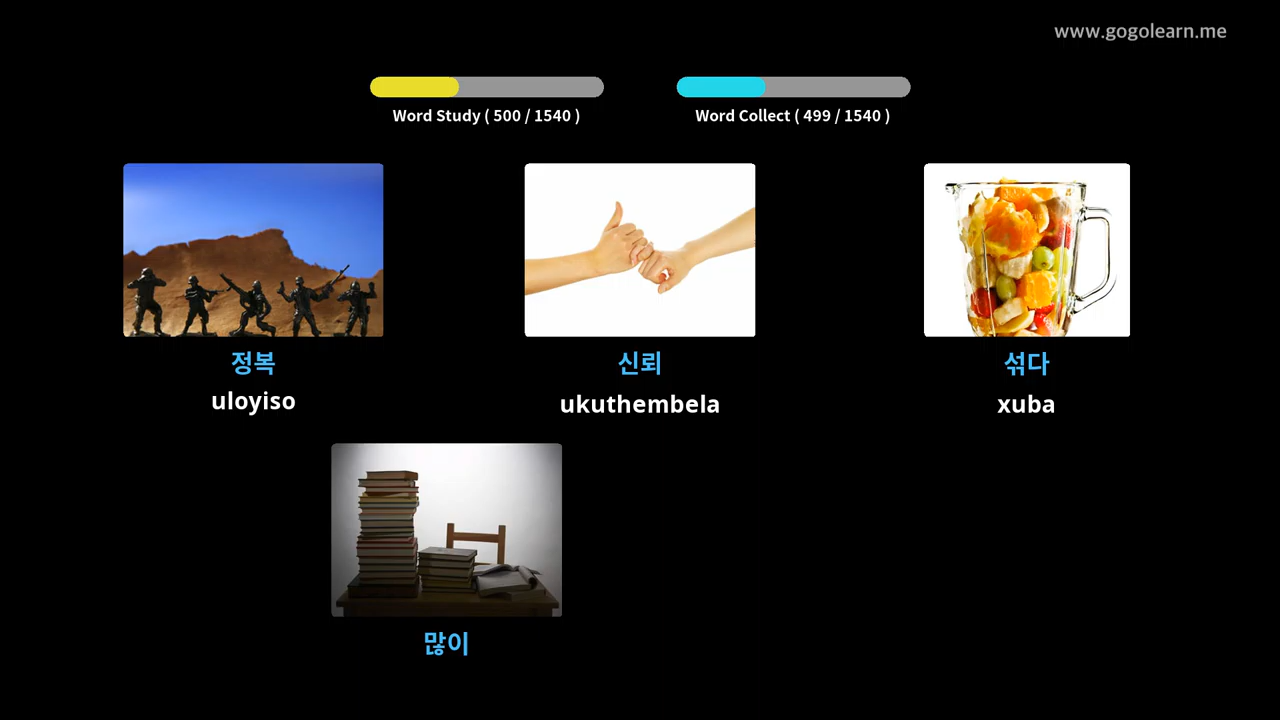 www.gogolearn.me
Word Study ( 500 / 1540 )
Word Collect ( 499 / 1540 )
정복
uloyiso
신뢰
ukuthembela
섞다
xuba
많이